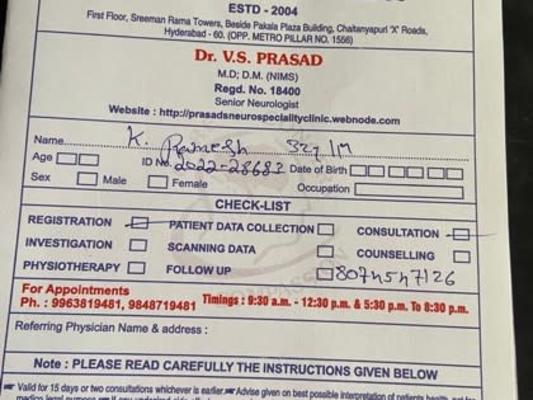 ESTD - 2004
First Floor, Sreeman Rama Towers, Beside Pakala Plaza Building, Chaitanyapuri 'X' Roads,
Hyderabad - 60. (OPP. METRO PILLAR NO. 1556)
Dr. V.S. PRASAD
M.D; D.M. (NIMS)
Regd. No. 18400
Senior Neurologist
Website : http://prasadsneurospecialityclinic.webnode.com
Name K. Ramesh 32y/M
Age ID No. 2022-28683 Date of Birth
Sex Male Female Occupation
CHECK-LIST
REGISTRATION PATIENT DATA COLLECTION CONSULTATION
INVESTIGATION SCANNING DATA COUNSELLING
PHYSIOTHERAPY FOLLOW UP 8074547126
For Appointments
Ph. : 9963819481, 9848719481 Timings : 9:30 a.m. - 12:30 p.m. & 5:30 p.m. To 8:30 p.m.
Referring Physician Name & address :
Note : PLEASE READ CAREFULLY THE INSTRUCTIONS GIVEN BELOW
Valid for 15 days or two consultations whichever is earlier. Advise given on best possible interpretation of patients